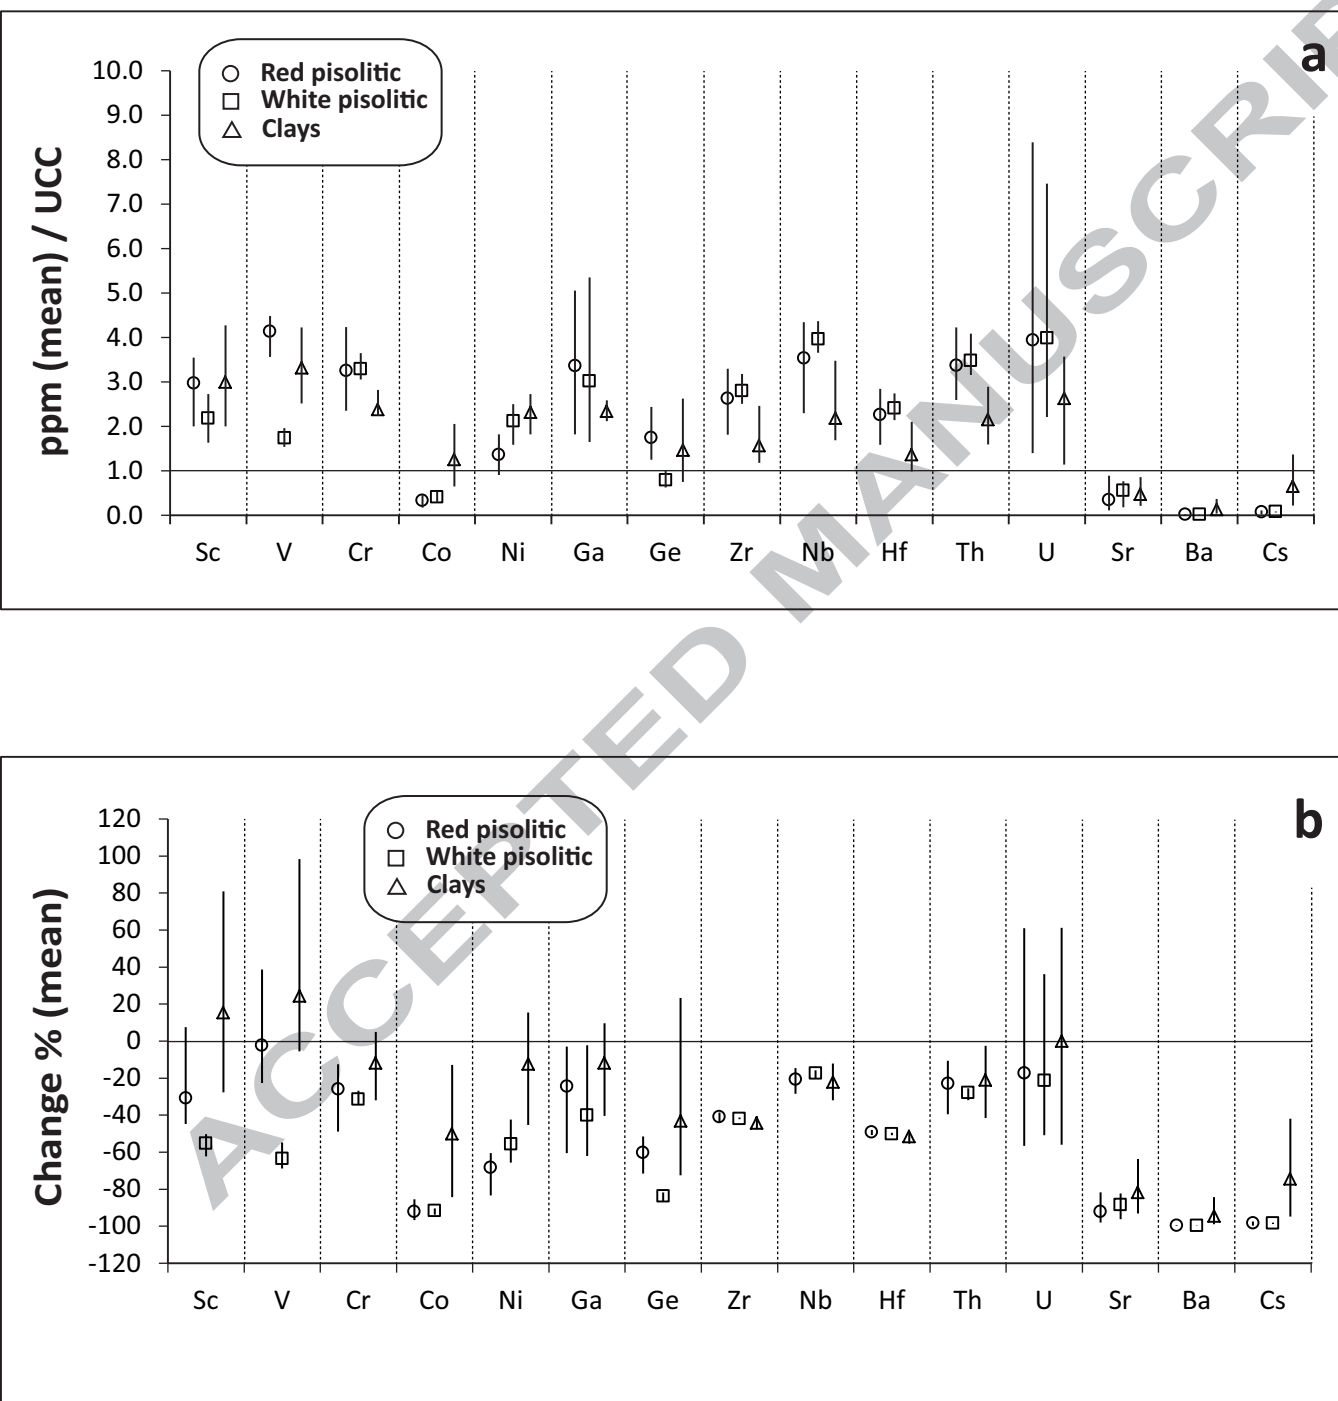 a
Red pisolitic
White pisolitic
Clays
ppm (mean) / UCC
10.0
9.0
8.0
7.0
6.0
5.0
4.0
3.0
2.0
1.0
0.0
Sc V Cr Co Ni Ga Ge Zr Nb Hf Th U Sr Ba Cs
ACCEPTED MANUSCRIP
b
Red pisolitic
White pisolitic
Clays
Change % (mean)
120
100
80
60
40
20
0
-20
-40
-60
-80
-100
-120
Sc V Cr Co Ni Ga Ge Zr Nb Hf Th U Sr Ba Cs